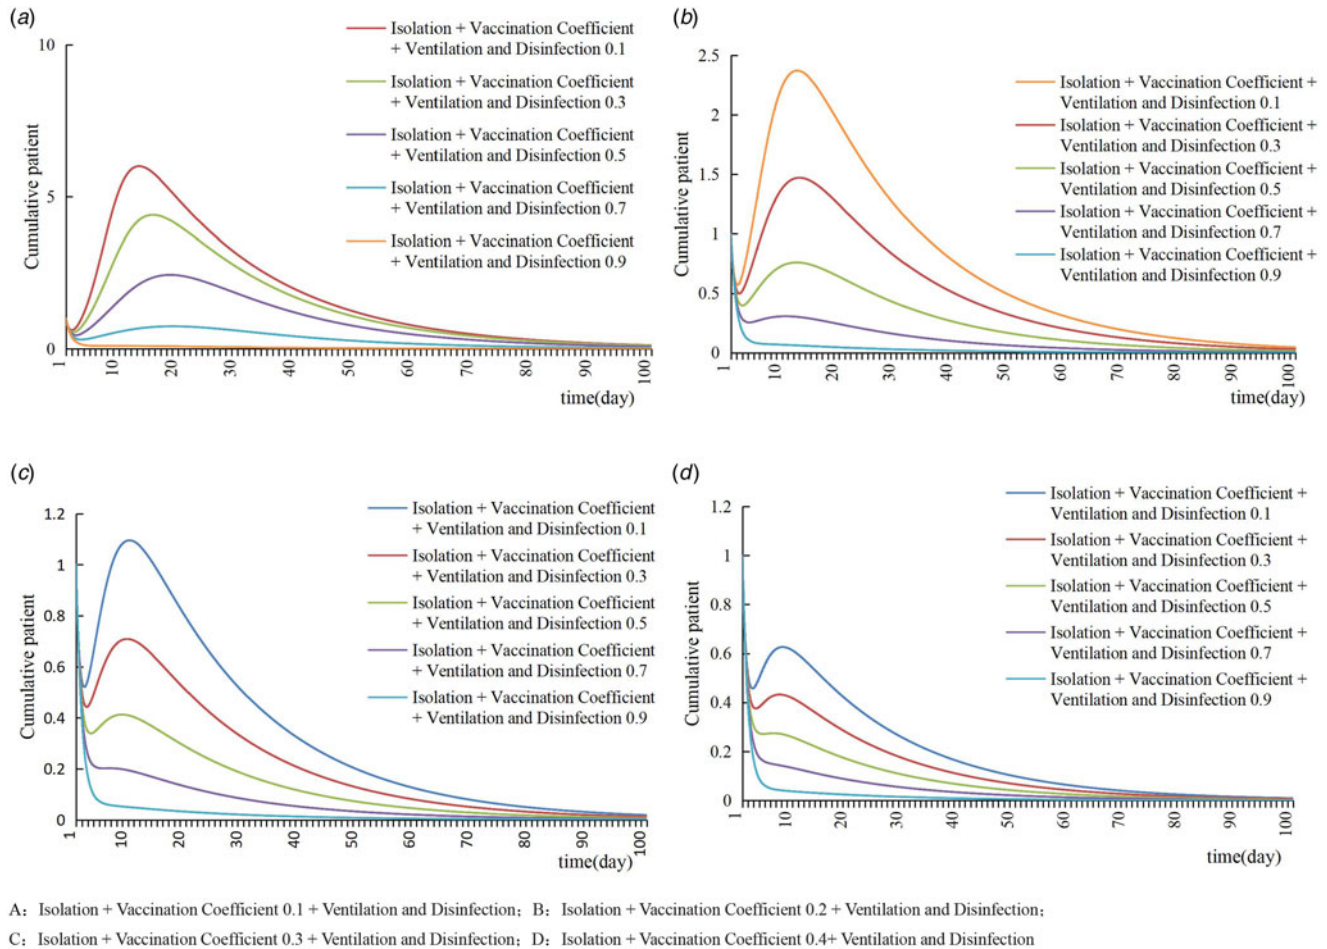 (a)
10
5
0
Cumulative patient
1
10
20
30
40
50
60
70
80
90
100
time(day)
Isolation + Vaccination Coefficient
+ Ventilation and Disinfection 0.1
Isolation + Vaccination Coefficient
+ Ventilation and Disinfection 0.3
Isolation + Vaccination Coefficient
+ Ventilation and Disinfection 0.5
Isolation + Vaccination Coefficient
+ Ventilation and Disinfection 0.7
Isolation + Vaccination Coefficient
+ Ventilation and Disinfection 0.9
(b)
2.5
2
1.5
1
0.5
0
Cumulative patient
1
10
20
30
40
50
60
70
80
90
100
time(day)
Isolation + Vaccination Coefficient +
Ventilation and Disinfection 0.1
Isolation + Vaccination Coefficient +
Ventilation and Disinfection 0.3
Isolation + Vaccination Coefficient +
Ventilation and Disinfection 0.5
Isolation + Vaccination Coefficient +
Ventilation and Disinfection 0.7
Isolation + Vaccination Coefficient +
Ventilation and Disinfection 0.9
(c)
1.2
1
0.8
0.6
0.4
0.2
0
Cumulative patient
1
10
20
30
40
50
60
70
80
90
100
time(day)
Isolation + Vaccination Coefficient
+ Ventilation and Disinfection 0.1
Isolation + Vaccination Coefficient
+ Ventilation and Disinfection 0.3
Isolation + Vaccination Coefficient
+ Ventilation and Disinfection 0.5
Isolation + Vaccination Coefficient
+ Ventilation and Disinfection 0.7
Isolation + Vaccination Coefficient
+ Ventilation and Disinfection 0.9
(d)
1.2
1
0.8
0.6
0.4
0.2
0
Cumulative patient
1
10
20
30
40
50
60
70
80
90
100
time(day)
Isolation + Vaccination Coefficient +
Ventilation and Disinfection 0.1
Isolation + Vaccination Coefficient +
Ventilation and Disinfection 0.3
Isolation + Vaccination Coefficient +
Ventilation and Disinfection 0.5
Isolation + Vaccination Coefficient +
Ventilation and Disinfection 0.7
Isolation + Vaccination Coefficient +
Ventilation and Disinfection 0.9
A: Isolation + Vaccination Coefficient 0.1 + Ventilation and Disinfection; B: Isolation + Vaccination Coefficient 0.2 + Ventilation and Disinfection;
C: Isolation + Vaccination Coefficient 0.3 + Ventilation and Disinfection; D: Isolation + Vaccination Coefficient 0.4+ Ventilation and Disinfection